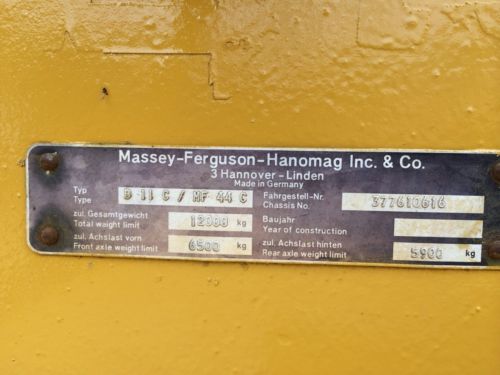 Massey-Ferguson-Hanomag Inc. & Co.
3 Hannover-Linden
Made in Germany
Typ
Type
B 11 C / MF 44 C
Fahrgestell-Nr.
Chassis No.
377610616
zul. Gesamtgewicht
Total weight limit
12000 kg
Baujahr
Year of construction
zul. Achslast vorn
Front axle weight limit
6500 kg
zul. Achslast hinten
Rear axle weight limit
5900 kg